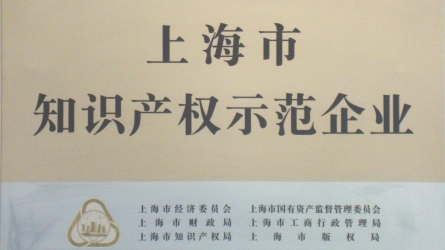 上海市
知识产权示范企业
上海市经济委员会 上海市国有资产监督管理委员会
上海市财政局 上海市工商行政管理局
上海市知识产权局 上海市版权局